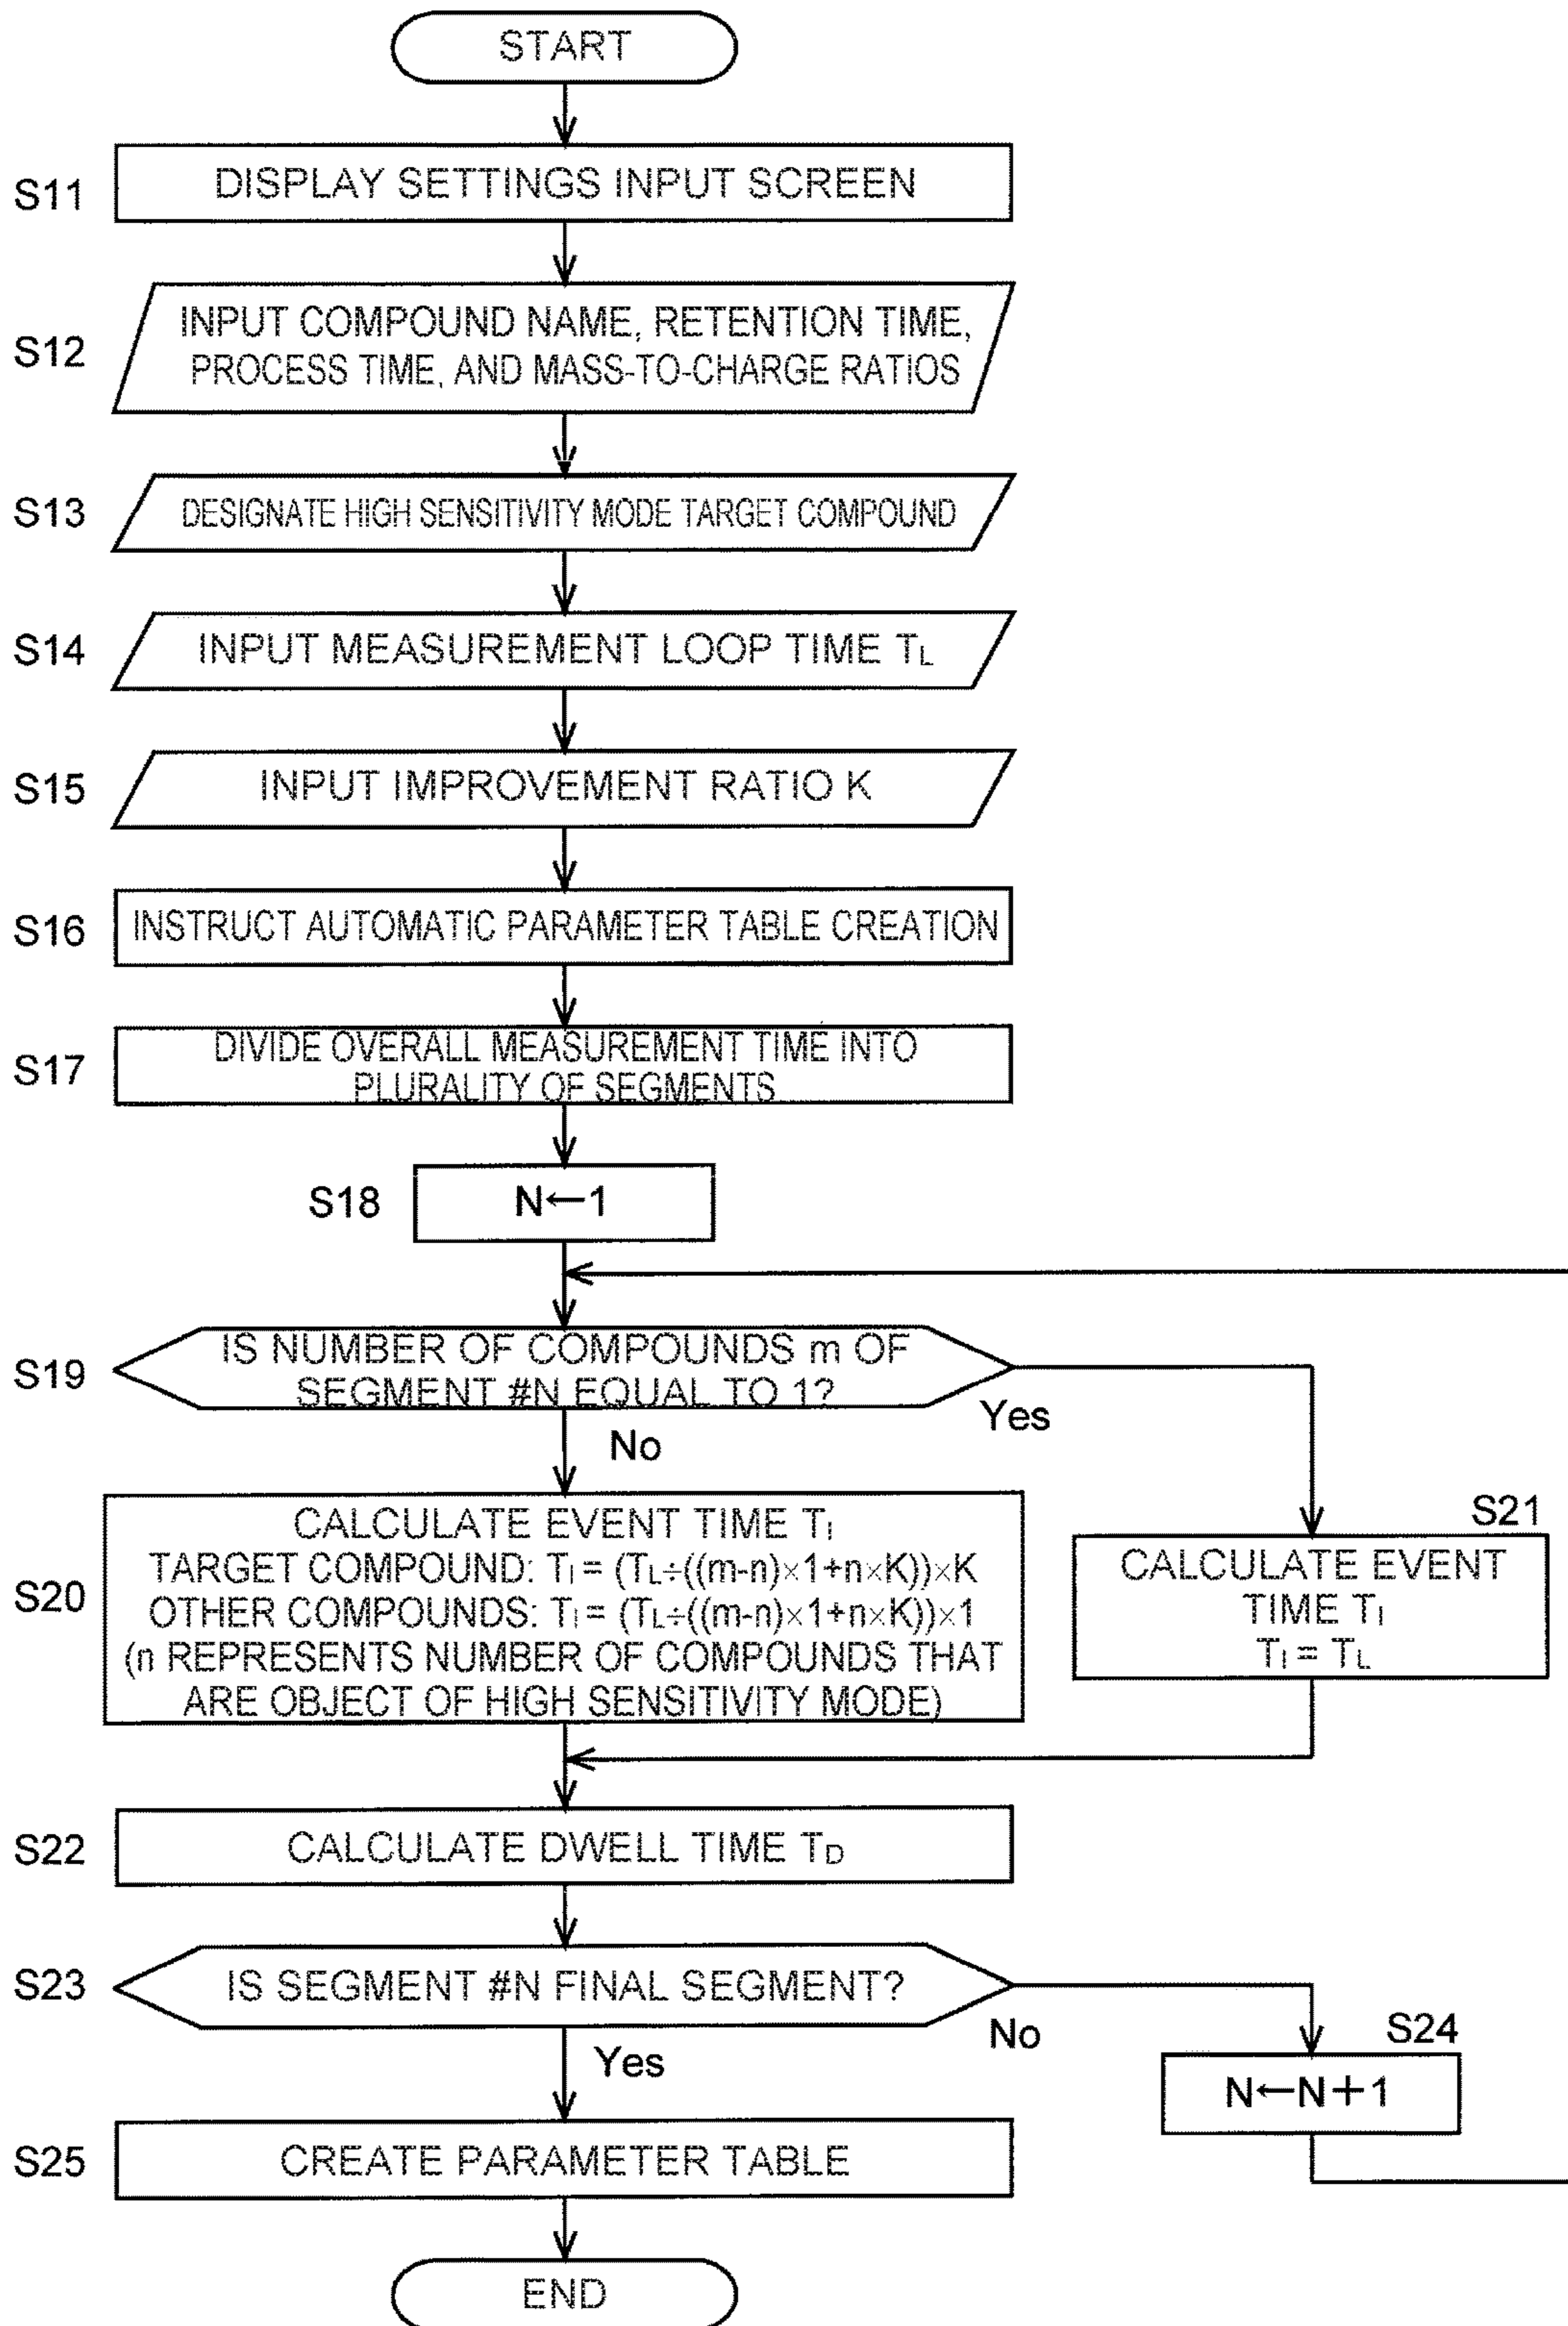 START
S11
DISPLAY SETTINGS INPUT SCREEN
S12
INPUT COMPOUND NAME, RETENTION TIME,
PROCESS TIME, AND MASS-TO-CHARGE RATIOS
S13
DESIGNATE HIGH SENSITIVITY MODE TARGET COMPOUND
S14
INPUT MEASUREMENT LOOP TIME TL
S15
INPUT IMPROVEMENT RATIO K
S16
INSTRUCT AUTOMATIC PARAMETER TABLE CREATION
S17
DIVIDE OVERALL MEASUREMENT TIME INTO
PLURALITY OF SEGMENTS
S18
N←1
S19
IS NUMBER OF COMPOUNDS m OF
SEGMENT #N EQUAL TO 1?
Yes
No
S20
CALCULATE EVENT TIME TI
TARGET COMPOUND: TI = (TL÷((m-n)×1+n×K))×K
OTHER COMPOUNDS: TI = (TL÷((m-n)×1+n×K))×1
(n REPRESENTS NUMBER OF COMPOUNDS THAT
ARE OBJECT OF HIGH SENSITIVITY MODE)
S21
CALCULATE EVENT
TIME TI
TI = TL
S22
CALCULATE DWELL TIME TD
S23
IS SEGMENT #N FINAL SEGMENT?
No
Yes
S24
N←N+1
S25
CREATE PARAMETER TABLE
END